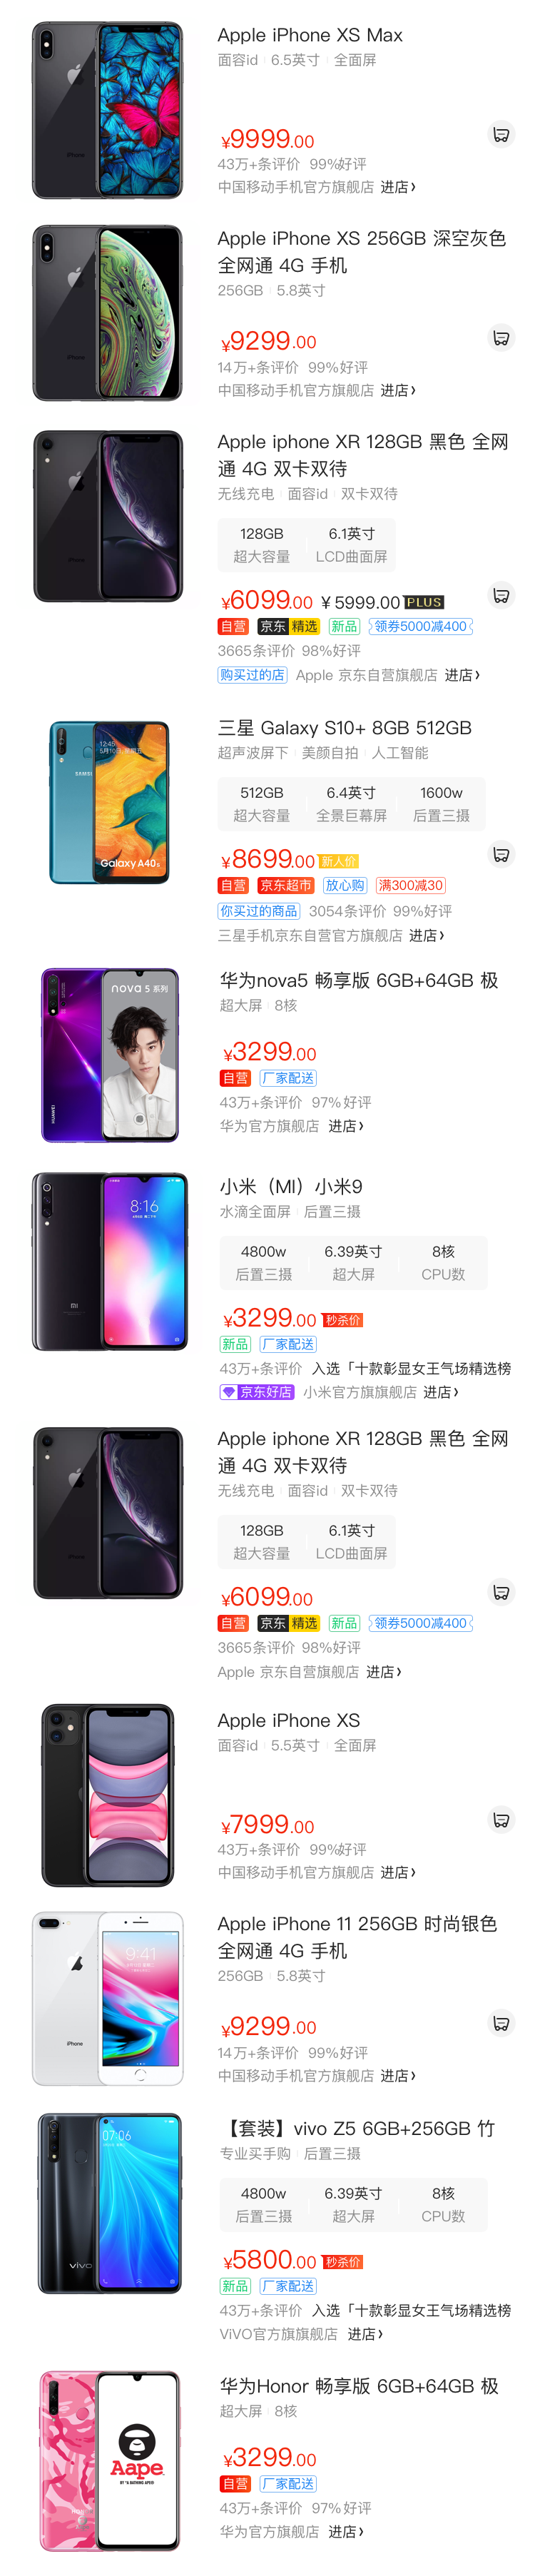 Apple iPhone XS Max
面容id 6.5英寸 全面屏
¥9999.00
43万+条评价 99%好评
中国移动手机官方旗舰店 进店
Apple iPhone XS 256GB 深空灰色
全网通 4G 手机
256GB 5.8英寸
¥9299.00
14万+条评价 99%好评
中国移动手机官方旗舰店 进店
Apple iphone XR 128GB 黑色 全网
通 4G 双卡双待
无线充电 面容id 双卡双待
128GB 6.1英寸
超大容量 LCD曲面屏
¥6099.00 ¥5999.00 PLUS
自营 京东精选 新品 领券5000减400
3665条评价 98%好评
购买过的店 Apple 京东自营旗舰店 进店
三星 Galaxy S10+ 8GB 512GB
超声波屏下 美颜自拍 人工智能
12:45
SAMSU
Galaxy A40s
512GB 6.4英寸 1600w
超大容量 全景巨幕屏 后置三摄
¥8699.00 新人价
自营 京东超市 放心购 满300减30
你买过的商品 3054条评价 99%好评
三星手机京东自营官方旗舰店 进店
华为nova5 畅享版 6GB+64GB 极
nova 5 系列
HUAWEI
超大屏 8核
¥3299.00
自营 厂家配送
43万+条评价 97%好评
华为官方旗舰店 进店
小米（MI）小米9
8:16
水滴全面屏 后置三摄
4800w 6.39英寸 8核
后置三摄 超大屏 CPU数
¥3299.00 秒杀价
新品 厂家配送
43万+条评价 入选「十款彰显女王气场精选榜
京东好店 小米官方旗旗舰店 进店
Apple iphone XR 128GB 黑色 全网
通 4G 双卡双待
无线充电 面容id 双卡双待
128GB 6.1英寸
超大容量 LCD曲面屏
¥6099.00
自营 京东精选 新品 领券5000减400
3665条评价 98%好评
Apple 京东自营旗舰店 进店
Apple iPhone XS
面容id 5.5英寸 全面屏
¥7999.00
43万+条评价 99%好评
中国移动手机官方旗舰店 进店
Apple iPhone 11 256GB 时尚银色
全网通 4G 手机
9:41
iPhone
256GB 5.8英寸
¥9299.00
14万+条评价 99%好评
中国移动手机官方旗舰店 进店
【套装】vivo Z5 6GB+256GB 竹
07:06
vivo
专业买手购 后置三摄
4800w 6.39英寸 8核
后置三摄 超大屏 CPU数
¥5800.00 秒杀价
新品 厂家配送
43万+条评价 入选「十款彰显女王气场精选榜
ViVO官方旗旗舰店 进店
华为Honor 畅享版 6GB+64GB 极
超大屏 8核
Aape
¥3299.00
自营 厂家配送
43万+条评价 97%好评
华为官方旗舰店 进店